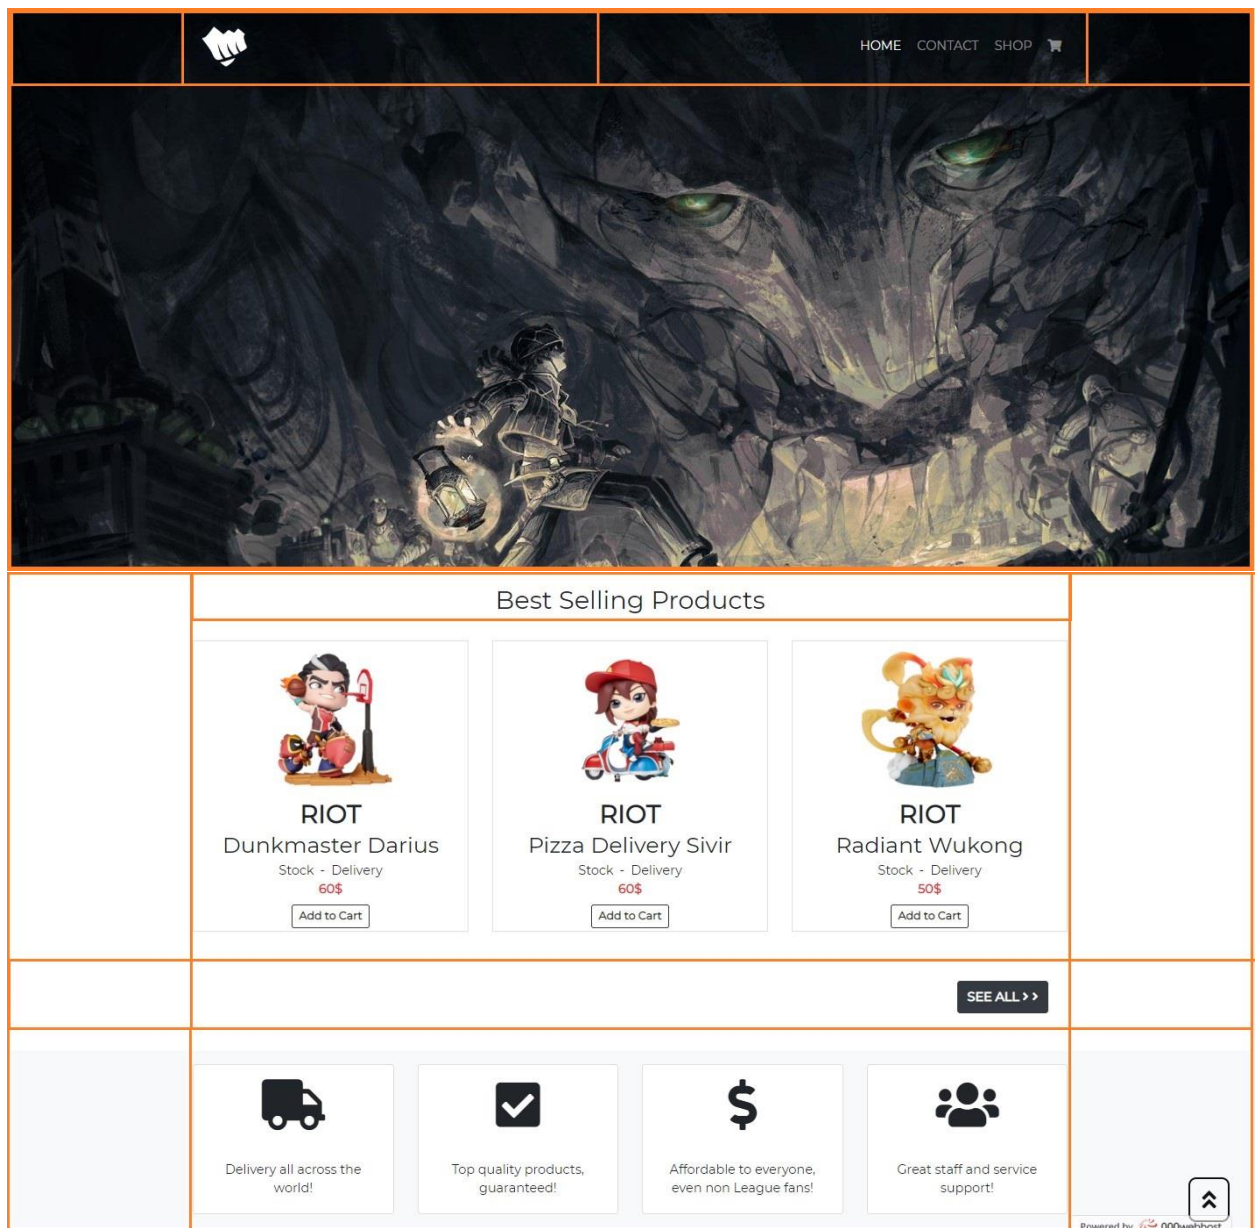 HOME CONTACT SHOP
Best Selling Products
RIOT
Dunkmaster Darius
Stock - Delivery
60$
Add to Cart
RIOT
Pizza Delivery Sivir
Stock - Delivery
60$
Add to Cart
RIOT
Radiant Wukong
Stock - Delivery
50$
Add to Cart
SEE ALL >>
Delivery all across the
world!
Top quality products,
guaranteed!
Affordable to everyone,
even non League fans!
Great staff and service
support!
Powered by 000webhost